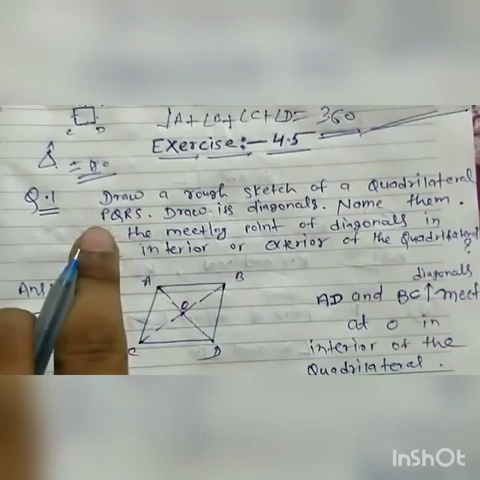 C D
∠A+∠B+∠C+∠D= 360
Exercise:- 4.5
= 180
Q.1 Draw a rough sketch of a Quadrilateral
PQRS. Draw its diagonals. Name them.
the meeting point of diagonals in
interior or exterior of the Quadrilateral
?
Ans
A B
O
C D
diagonals
AD and BC↑meet
at O in
interior of the
Quadrilateral.
InShOt